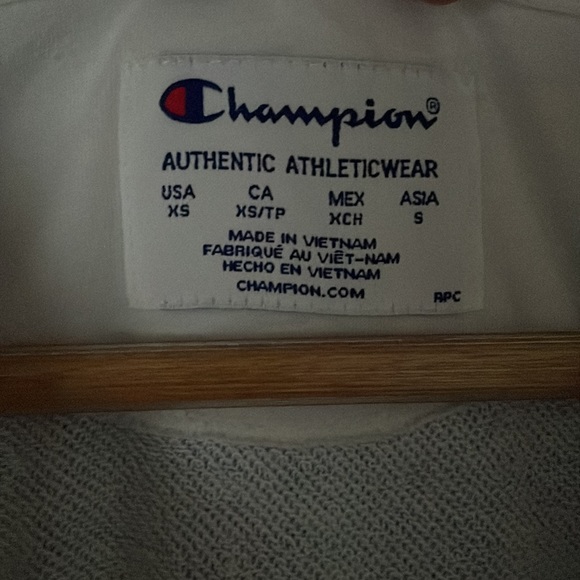 Champion®
AUTHENTIC ATHLETICWEAR
USA CA MEX ASIA
XS XS/TP XCH S
MADE IN VIETNAM
FABRIQUÉ AU VIÊT-NAM
HECHO EN VIETNAM
CHAMPION.COM RPC